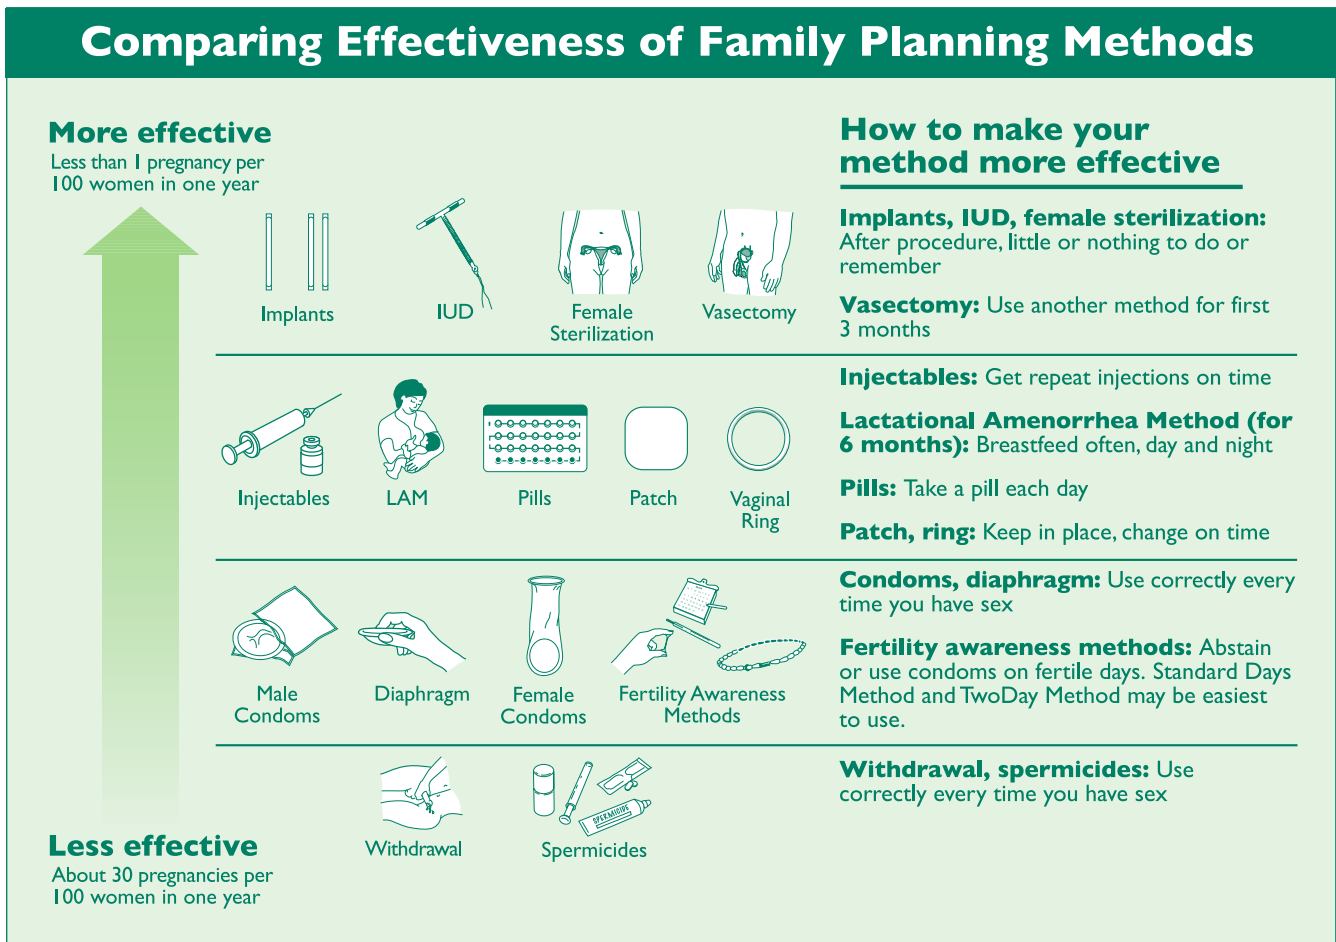 Comparing Effectiveness of Family Planning Methods
More effective
Less than 1 pregnancy per
100 women in one year
How to make your
method more effective
Implants
IUD
Female
Sterilization
Vasectomy
Implants, IUD, female sterilization:
After procedure, little or nothing to do or
remember
Vasectomy: Use another method for first
3 months
Injectables
LAM
Pills
Patch
Vaginal
Ring
Injectables: Get repeat injections on time
Lactational Amenorrhea Method (for
6 months): Breastfeed often, day and night
Pills: Take a pill each day
Patch, ring: Keep in place, change on time
Male
Condoms
Diaphragm
Female
Condoms
Fertility Awareness
Methods
Condoms, diaphragm: Use correctly every
time you have sex
Fertility awareness methods: Abstain
or use condoms on fertile days. Standard Days
Method and TwoDay Method may be easiest
to use.
SPERMICIDE
Withdrawal
Spermicides
Withdrawal, spermicides: Use
correctly every time you have sex
Less effective
About 30 pregnancies per
100 women in one year